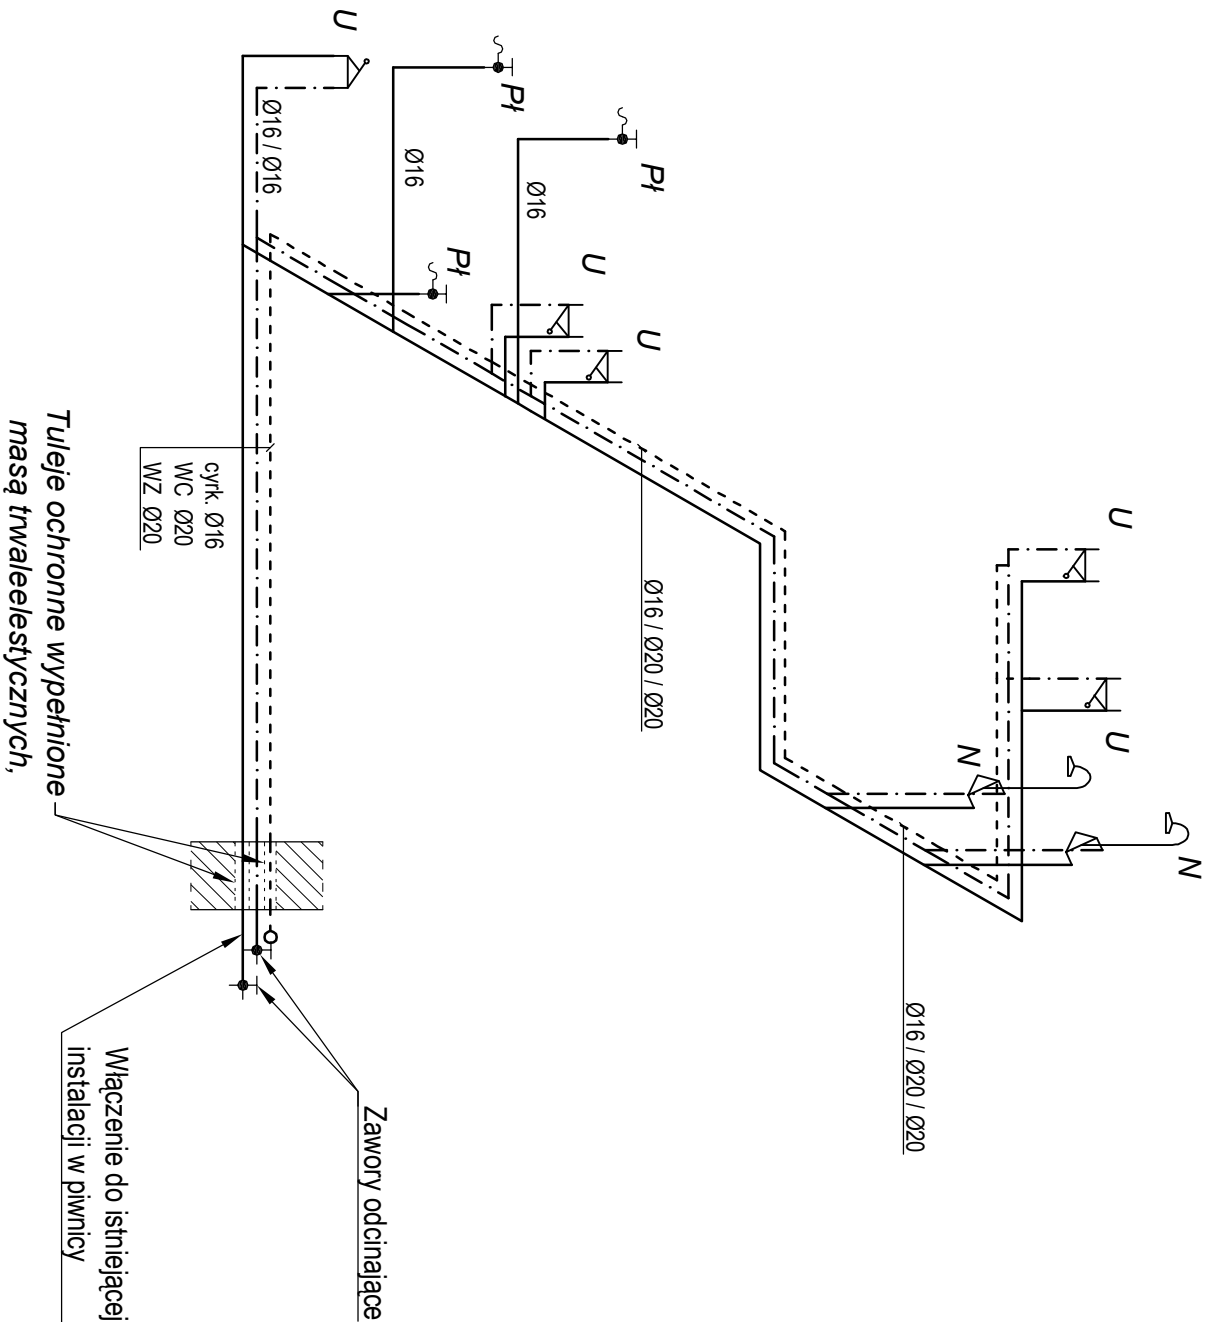 N
U
U
N
Ø16 / Ø20 / Ø20
Pł
Ø16 / Ø20 / Ø20
U
U
Ø16
Pł
Pł
Ø16
Zawory odcinające
U
Ø16 / Ø16
cyrk. Ø16
WC Ø20
WZ Ø20
Włączenie do istniejącej
instalacji w piwnicy
Tuleje ochronne wypełnione
masą trwaleelestycznych,